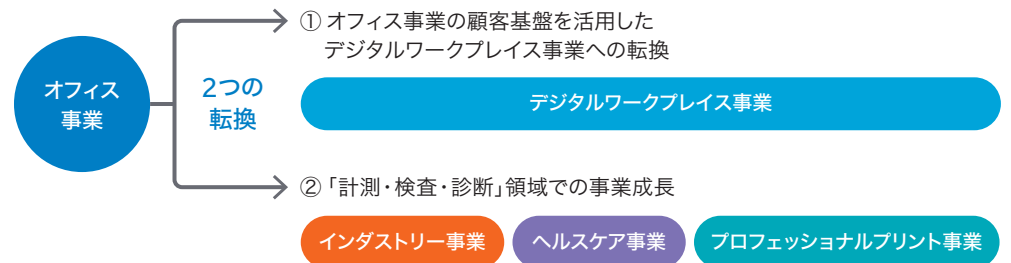 オフィス
事業
2つの
転換
① オフィス事業の顧客基盤を活用した
デジタルワークプレイス事業への転換
デジタルワークプレイス事業
② 「計測・検査・診断」領域での事業成長
インダストリー事業
ヘルスケア事業
プロフェッショナルプリント事業